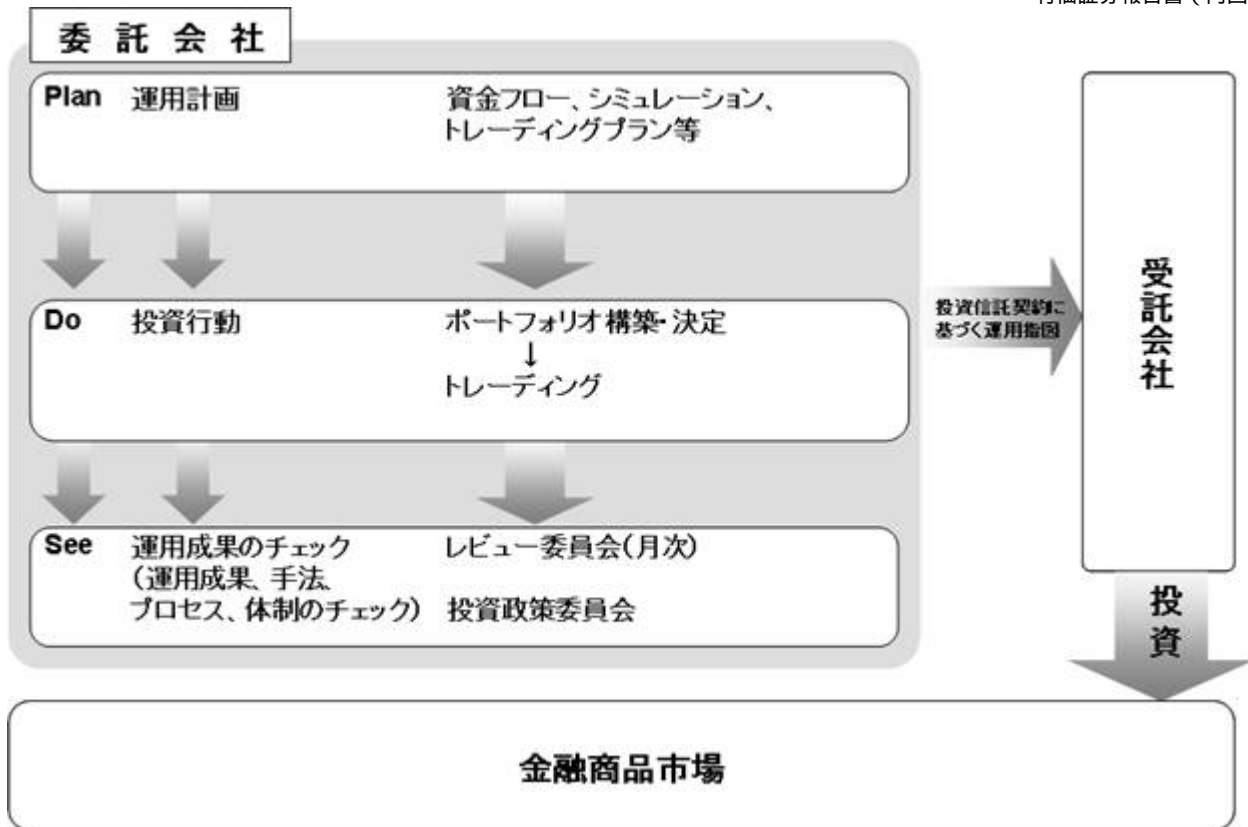 委託会社
Plan 運用計画 資金フロー、シミュレーション、
トレーディングプラン等
Do 投資行動 ポートフォリオ構築・決定
↓
トレーディング
See 運用成果のチェック レビュー委員会(月次)
(運用成果、手法、
プロセス、体制のチェック) 投資政策委員会
投資信託契約に
基づく運用指図
受託会社
投資
金融商品市場